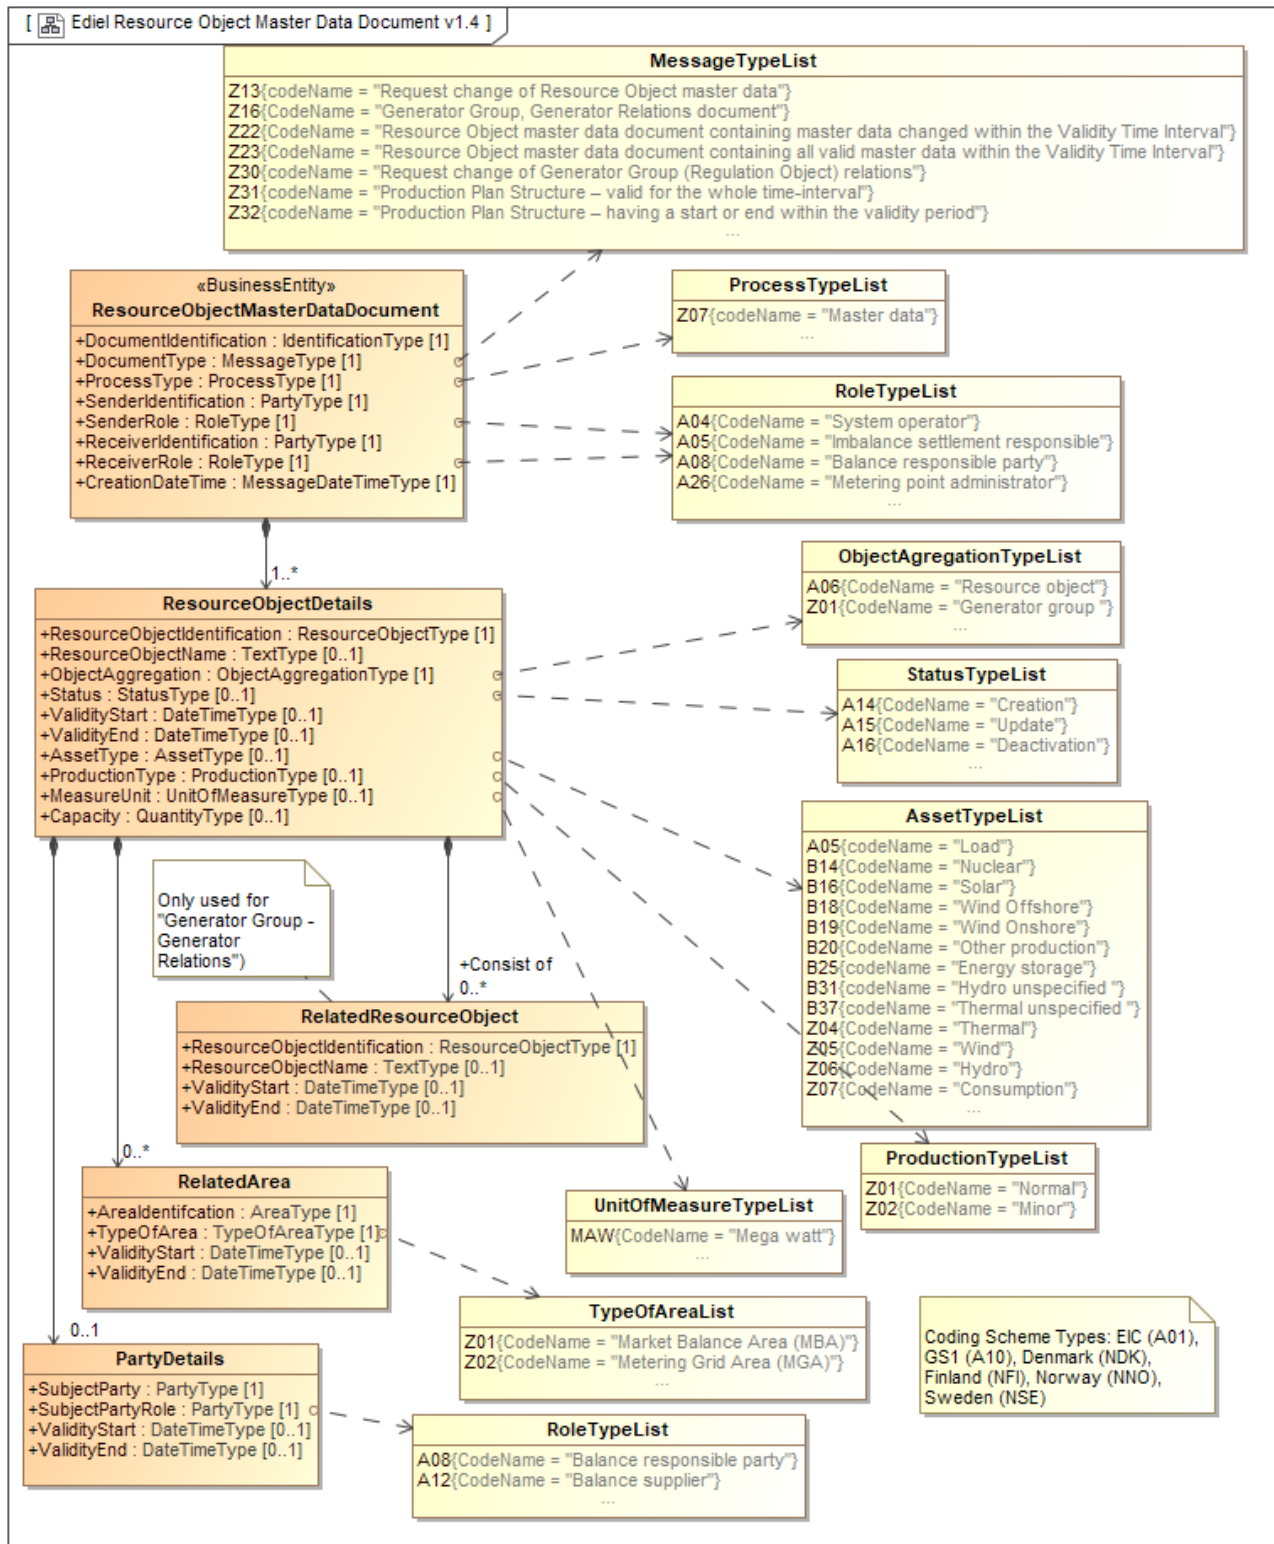 [ Ediel Resource Object Master Data Document v1.4 ]
MessageTypeList
Z13{codeName = "Request change of Resource Object master data"}
Z16{codeName = "Generator Group, Generator Relations document"}
Z22{CodeName = "Resource Object master data document containing master data changed within the Validity Time Interval"}
Z23{CodeName = "Resource Object master data document containing all valid master data within the Validity Time Interval"}
Z30{codeName = "Request change of Generator Group (Regulation Object) relations"}
Z31{codeName = "Production Plan Structure – valid for the whole time-interval"}
Z32{codeName = "Production Plan Structure – having a start or end within the validity period"}
...
«BusinessEntity»
ResourceObjectMasterDataDocument
+DocumentIdentification : IdentificationType [1]
+DocumentType : MessageType [1]
+ProcessType : ProcessType [1]
+SenderIdentification : PartyType [1]
+SenderRole : RoleType [1]
+ReceiverIdentification : PartyType [1]
+ReceiverRole : RoleType [1]
+CreationDateTime : MessageDateTimeType [1]
ProcessTypeList
Z07{codeName = "Master data"}
...
RoleTypeList
A04{CodeName = "System operator"}
A05{CodeName = "Imbalance settlement responsible"}
A08{CodeName = "Balance responsible party"}
A26{CodeName = "Metering point administrator"}
...
1..*
ResourceObjectDetails
+ResourceObjectIdentification : ResourceObjectType [1]
+ResourceObjectName : TextType [0..1]
+ObjectAggregation : ObjectAggregationType [1]
+Status : StatusType [0..1]
+ValidityStart : DateTimeType [0..1]
+ValidityEnd : DateTimeType [0..1]
+AssetType : AssetType [0..1]
+ProductionType : ProductionType [0..1]
+MeasureUnit : UnitOfMeasureType [0..1]
+Capacity : QuantityType [0..1]
ObjectAgregationTypeList
A06{CodeName = "Resource object"}
Z01{CodeName = "Generator group "}
...
StatusTypeList
A14{CodeName = "Creation"}
A15{CodeName = "Update"}
A16{CodeName = "Deactivation}
...
AssetTypeList
A05{codeName = "Load"}
B14{CodeName = "Nuclear"}
B16{CodeName = "Solar"}
B18{CodeName = "Wind Offshore"}
B19{CodeName = "Wind Onshore"}
B20{CodeName = "Other production"}
B25{codeName = "Energy storage"}
B31{codeName = "Hydro unspecified "}
B37{codeName = "Thermal unspecified "}
Z04{CodeName = "Thermal"}
Z05{CodeName = "Wind"}
Z06{CodeName = "Hydro"}
Z07{CodeName = "Consumption"}
...
Only used for
"Generator Group -
Generator
Relations")
+Consist of
0..*
RelatedResourceObject
+ResourceObjectIdentification : ResourceObjectType [1]
+ResourceObjectName : TextType [0..1]
+ValidityStart : DateTimeType [0..1]
+ValidityEnd : DateTimeType [0..1]
0..*
RelatedArea
+AreaIdentifcation : AreaType [1]
+TypeOfArea : TypeOfAreaType [1]
+ValidityStart : DateTimeType [0..1]
+ValidityEnd : DateTimeType [0..1]
ProductionTypeList
Z01{CodeName = "Normal"}
Z02{CodeName = "Minor"}
UnitOfMeasureTypeList
MAW{CodeName = "Mega watt"}
...
TypeOfAreaList
Z01{CodeName = "Market Balance Area (MBA)"}
Z02{CodeName = "Metering Grid Area (MGA)"}
...
Coding Scheme Types: EIC (A01),
GS1 (A10), Denmark (NDK),
Finland (NFI), Norway (NNO),
Sweden (NSE)
0..1
PartyDetails
+SubjectParty : PartyType [1]
+SubjectPartyRole : PartyType [1]
+ValidityStart : DateTimeType [0..1]
+ValidityEnd : DateTimeType [0..1]
RoleTypeList
A08{CodeName = "Balance responsible party"}
A12{CodeName = "Balance supplier"}
...